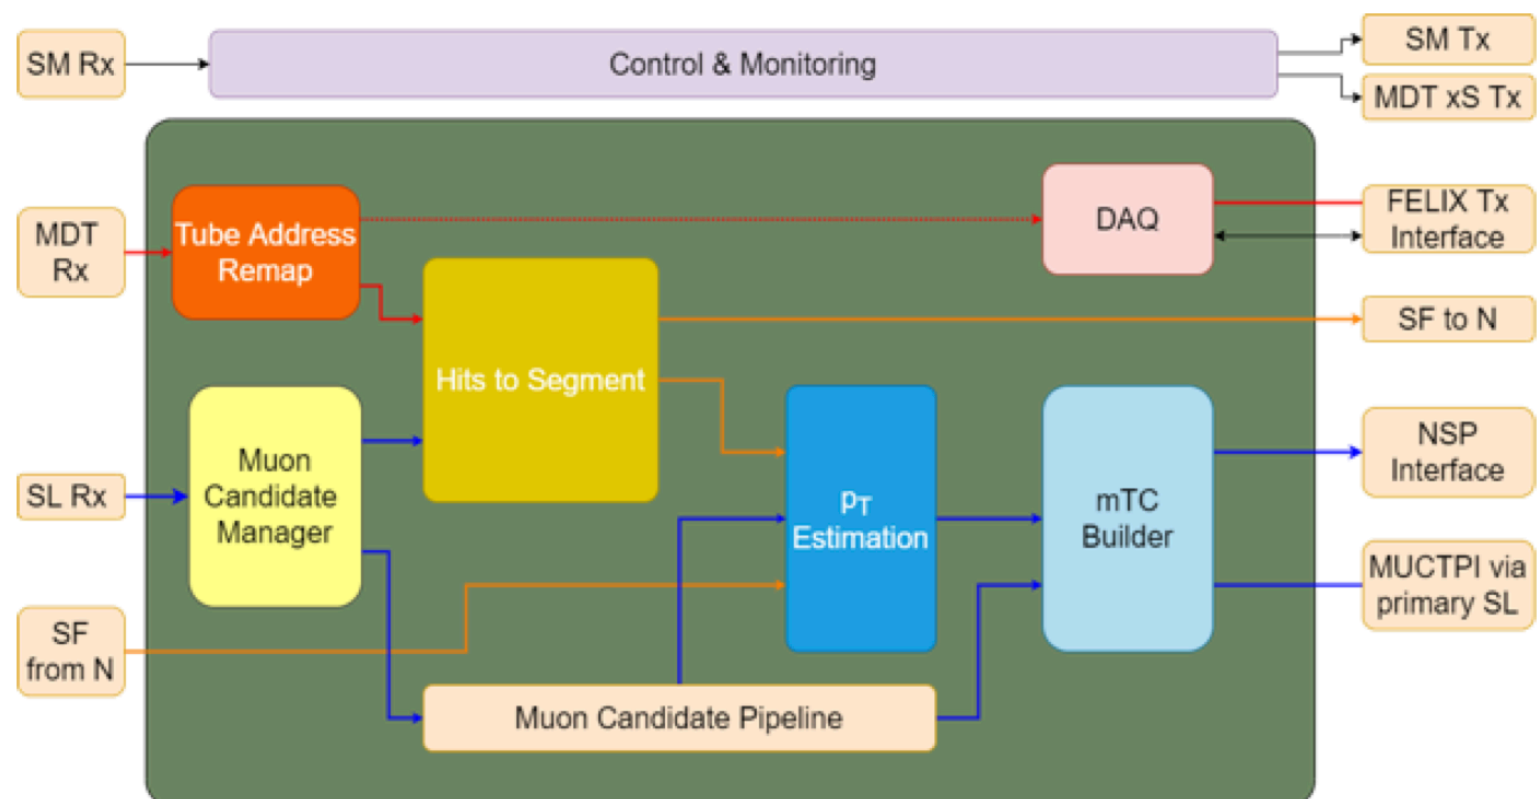 SM Rx
Control & Monitoring
SM Tx
MDT xS Tx
MDT
Rx
Tube Address
Remap
DAQ
FELIX Tx
Interface
Hits to Segment
SF to N
SL Rx
Muon
Candidate
Manager
pT
Estimation
mTC
Builder
NSP
Interface
MUCTPI via
primary SL
SF
from N
Muon Candidate Pipeline